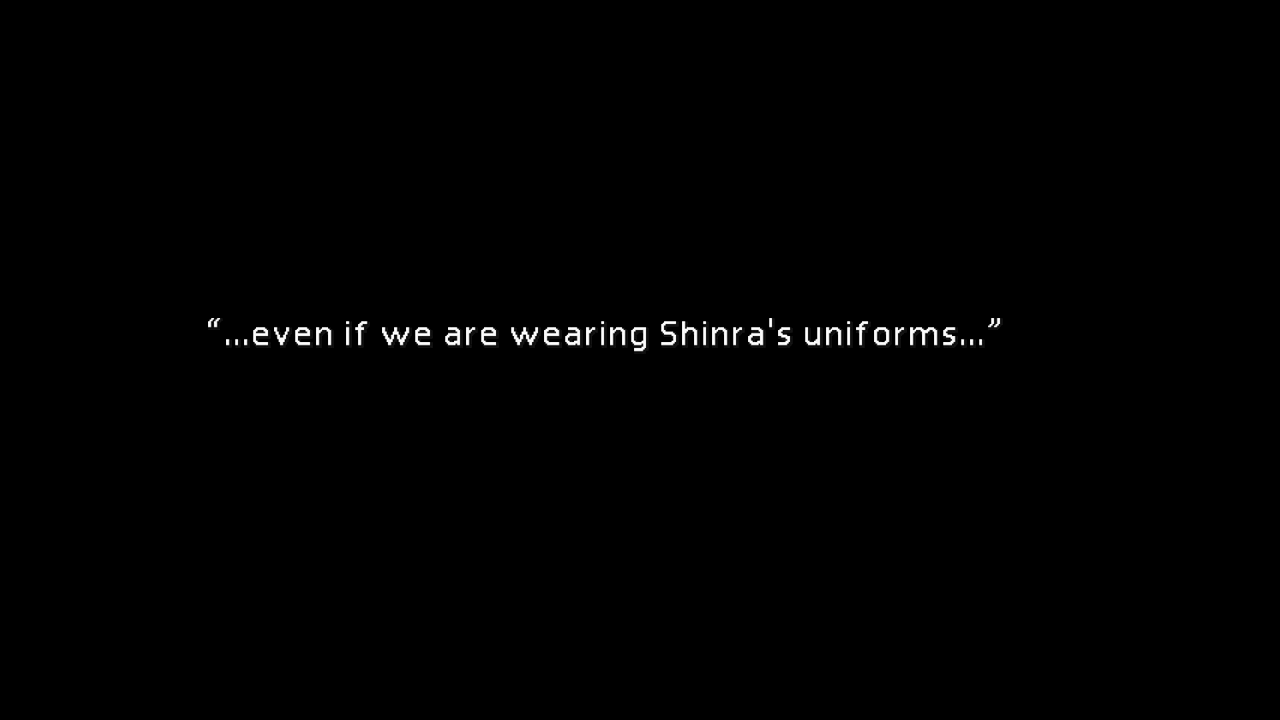 “...even if we are wearing Shinra's uniforms...”